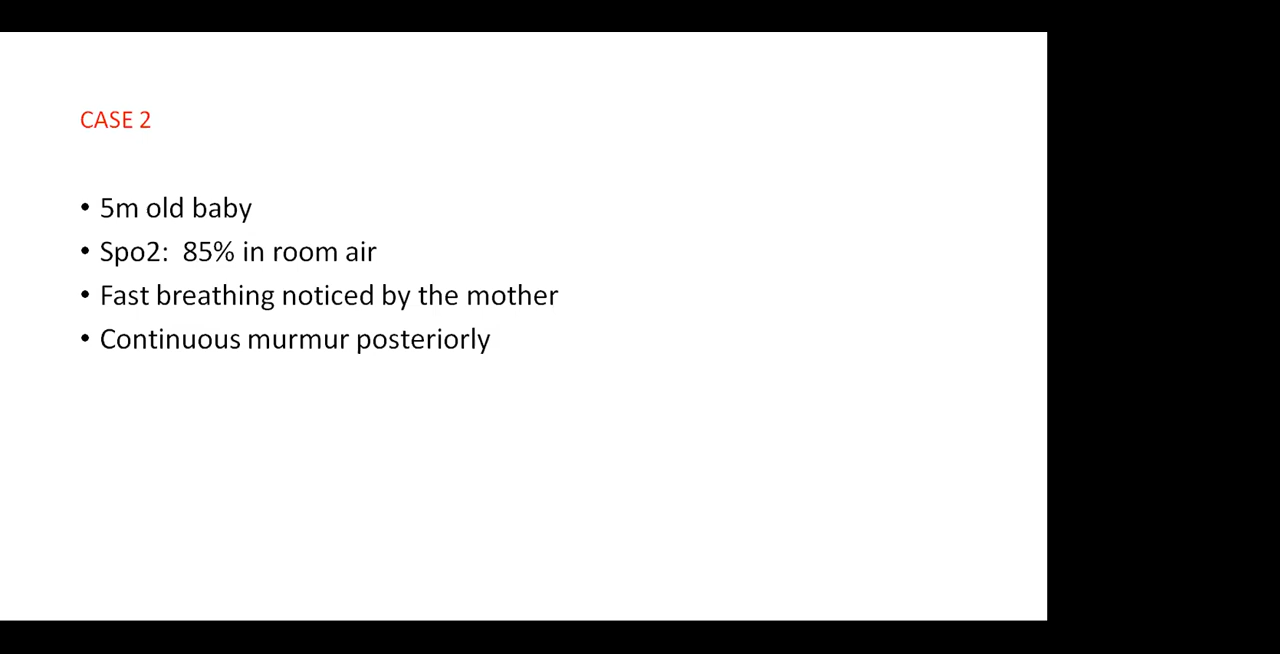 CASE 2
• 5m old baby
• Spo2:  85% in room air
• Fast breathing noticed by the mother
• Continuous murmur posteriorly